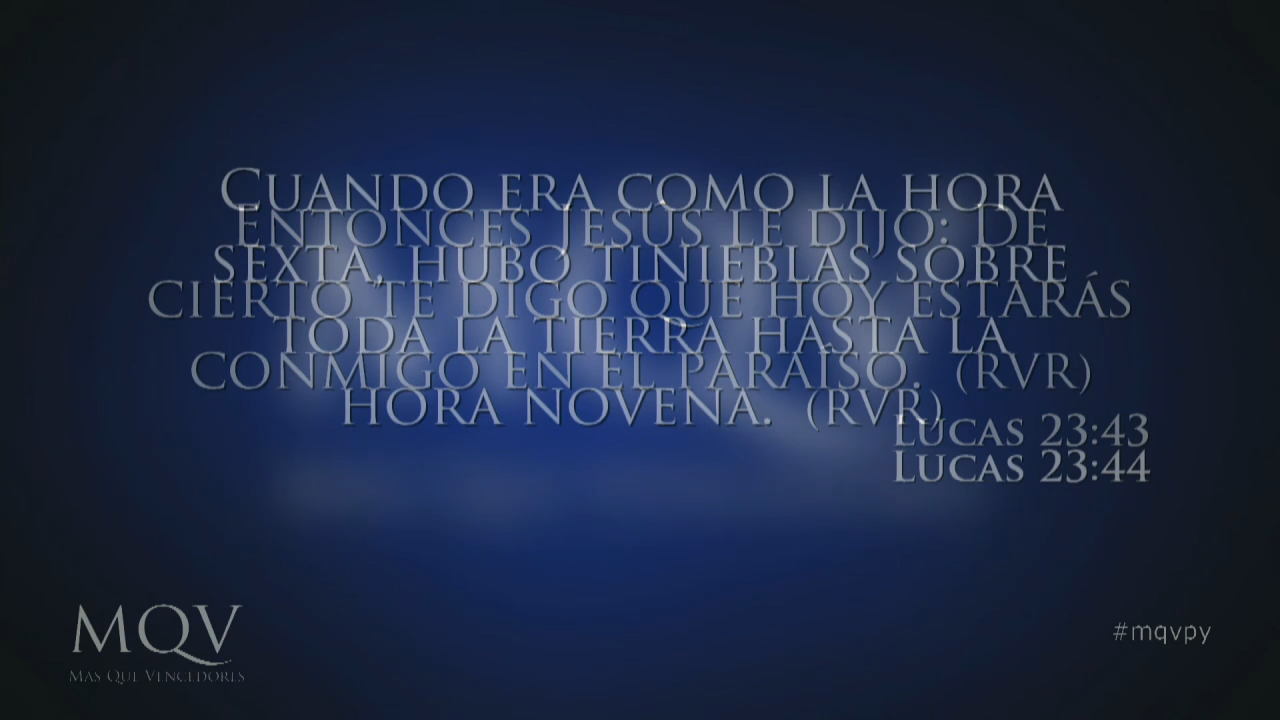 Cuando era como la hora
Entonces Jesús le dijo: De
sexta, hubo tinieblas sobre
cierto te digo que hoy estarás
toda la tierra hasta la
conmigo en el paraíso. (RVR)
hora novena. (RVR)
Lucas 23:43
Lucas 23:44
MQV
Mas Que Vencedores
#mqvpy